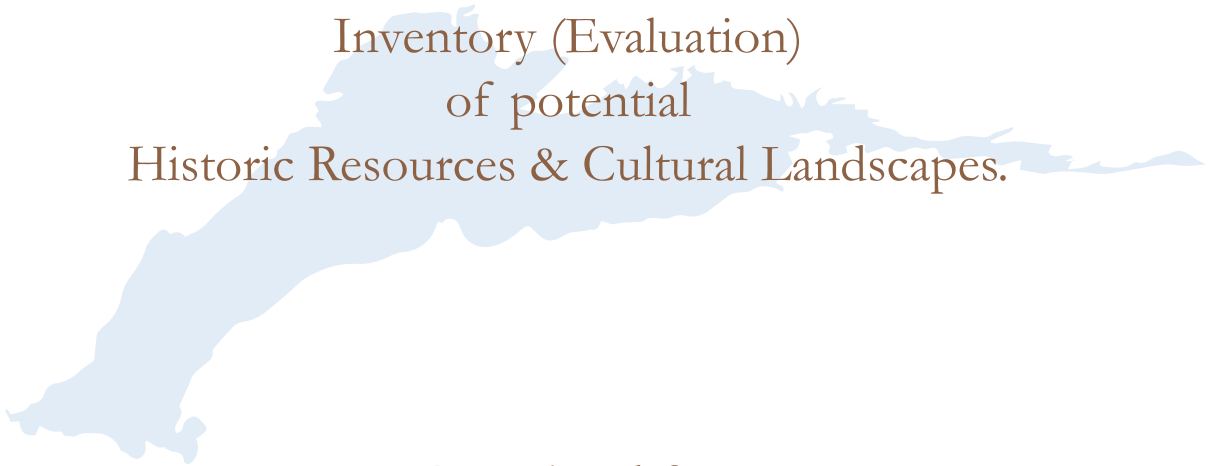 Inventory (Evaluation)
of potential
Historic Resources & Cultural Landscapes.